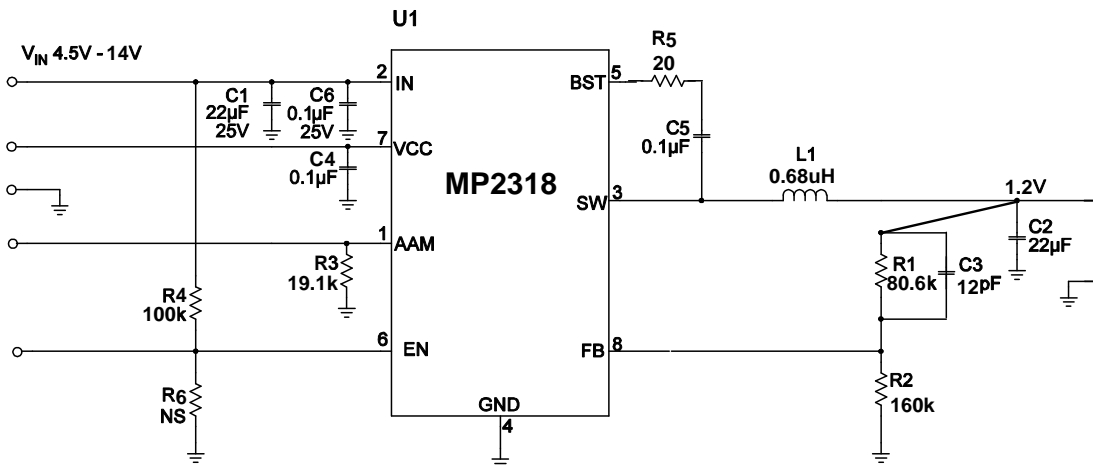 U1
V_IN 4.5V - 14V
R5
20
2
IN
BST
5
C1
22µF
25V
C6
0.1µF
25V
C5
0.1µF
7
VCC
C4
0.1µF
MP2318
L1
0.68uH
1.2V
SW
3
C2
22µF
1
AAM
R3
19.1k
R1
80.6k
C3
12pF
R4
100k
6
EN
FB
8
R6
NS
R2
160k
GND
4